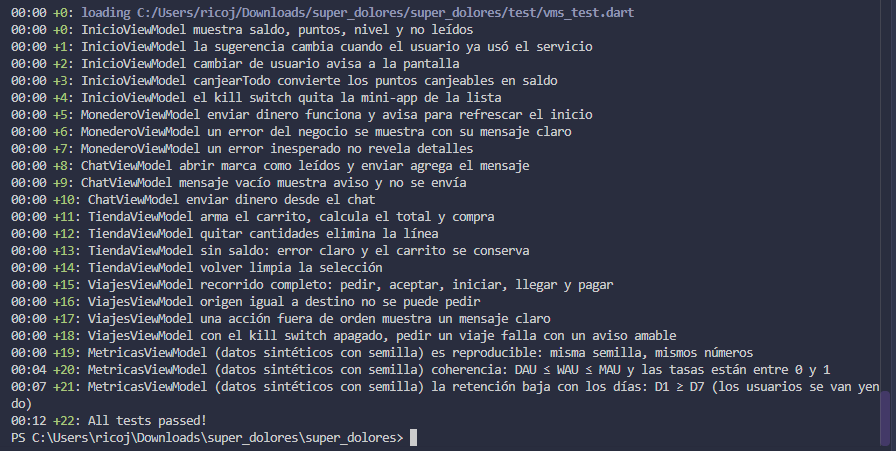 00:00 +0: loading C:/Users/ricoj/Downloads/super_dolores/super_dolores/test/vms_test.dart
00:00 +0: InicioViewModel muestra saldo, puntos, nivel y no leídos
00:00 +1: InicioViewModel la sugerencia cambia cuando el usuario ya usó el servicio
00:00 +2: InicioViewModel cambiar de usuario avisa a la pantalla
00:00 +3: InicioViewModel canjearTodo convierte los puntos canjeables en saldo
00:00 +4: InicioViewModel el kill switch quita la mini-app de la lista
00:00 +5: MonederoViewModel enviar dinero funciona y avisa para refrescar el inicio
00:00 +6: MonederoViewModel un error del negocio se muestra con su mensaje claro
00:00 +7: MonederoViewModel un error inesperado no revela detalles
00:00 +8: ChatViewModel abrir marca como leídos y enviar agrega el mensaje
00:00 +9: ChatViewModel mensaje vacío muestra aviso y no se envía
00:00 +10: ChatViewModel enviar dinero desde el chat
00:00 +11: TiendaViewModel arma el carrito, calcula el total y compra
00:00 +12: TiendaViewModel quitar cantidades elimina la línea
00:00 +13: TiendaViewModel sin saldo: error claro y el carrito se conserva
00:00 +14: TiendaViewModel volver limpia la selección
00:00 +15: ViajesViewModel recorrido completo: pedir, aceptar, iniciar, llegar y pagar
00:00 +16: ViajesViewModel origen igual a destino no se puede pedir
00:00 +17: ViajesViewModel una acción fuera de orden muestra un mensaje claro
00:00 +18: ViajesViewModel con el kill switch apagado, pedir un viaje falla con un aviso amable
00:00 +19: MetricasViewModel (datos sintéticos con semilla) es reproducible: misma semilla, mismos números
00:04 +20: MetricasViewModel (datos sintéticos con semilla) coherencia: DAU ≤ WAU ≤ MAU y las tasas están entre 0 y 1
00:07 +21: MetricasViewModel (datos sintéticos con semilla) la retención baja con los días: D1 ≥ D7 (los usuarios se van yen
do)
00:12 +22: All tests passed!
PS C:\Users\ricoj\Downloads\super_dolores\super_dolores>